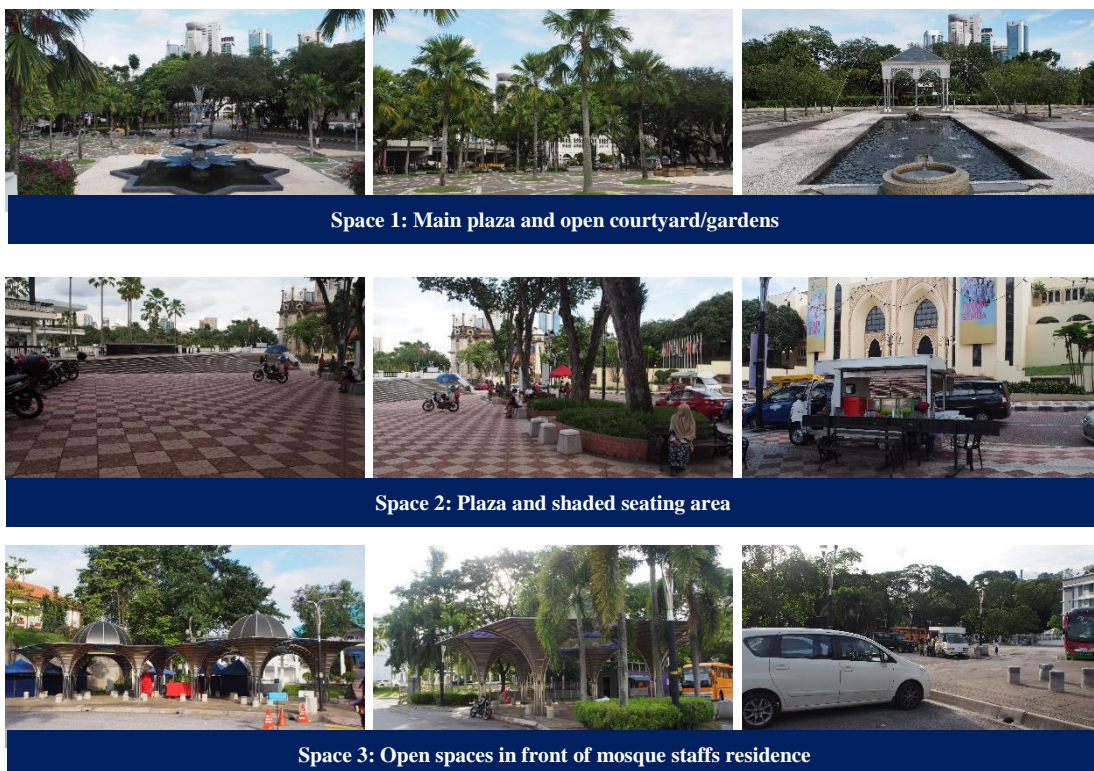 Space 1: Main plaza and open courtyard/gardens
Space 2: Plaza and shaded seating area
Space 3: Open spaces in front of mosque staffs residence